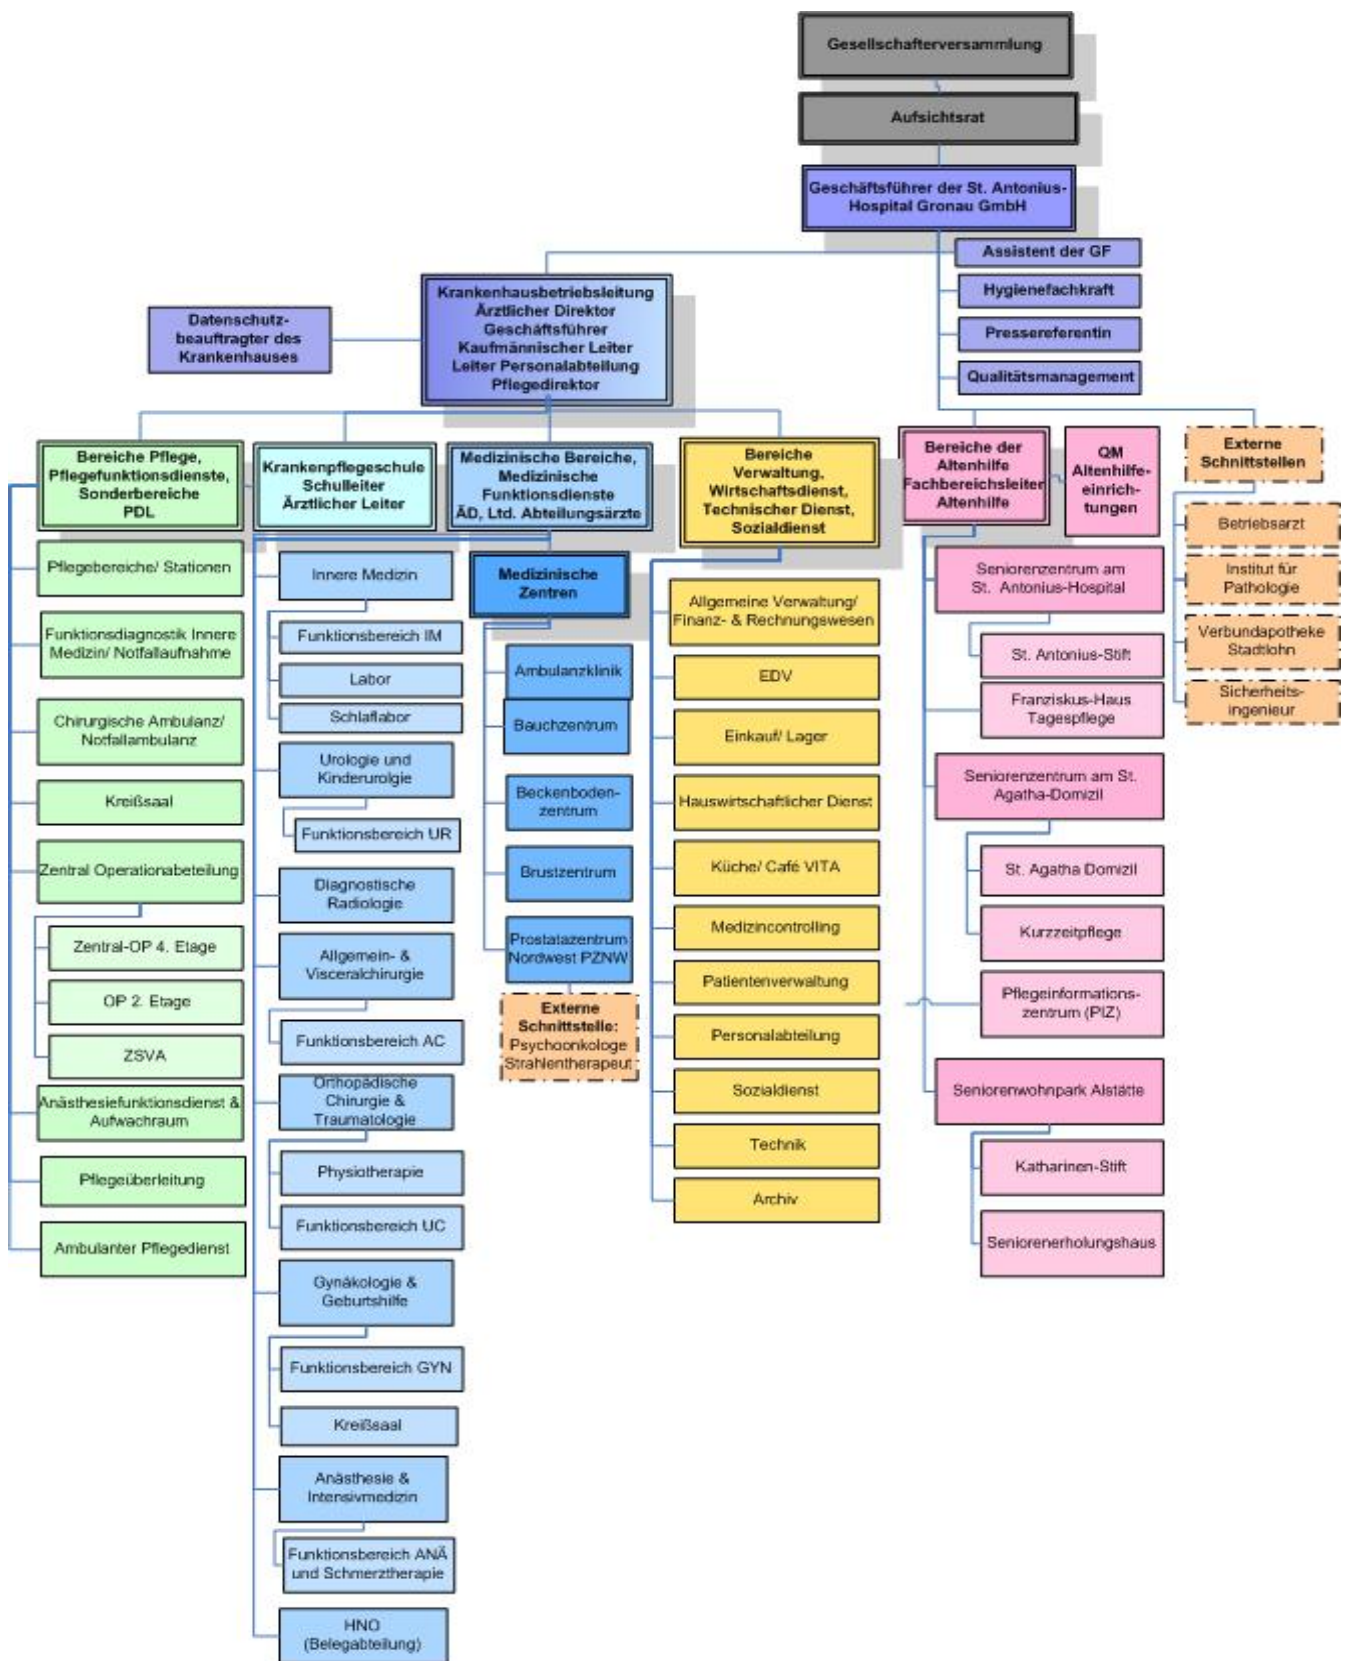 Gesellschafterversammlung
Aufsichtsrat
Geschäftsführer der St. Antonius-
Hospital Gronau GmbH
Assistent der GF
Hygienefachkraft
Pressereferentin
Qualitätsmanagement
Krankenhausbetriebsleitung
Ärztlicher Direktor
Geschäftsführer
Kaufmännischer Leiter
Leiter Personalabteilung
Pflegedirektor
Datenschutz-
beauftragter des
Krankenhauses
Bereiche Pflege,
Pflegefunktionsdienste,
Sonderbereiche
PDL
Pflegebereiche/ Stationen
Funktionsdiagnostik Innere
Medizin/ Notfallaufnahme
Chirurgische Ambulanz/
Notfallambulanz
Kreißsaal
Zentral Operationabeteilung
Zentral-OP 4. Etage
OP 2. Etage
ZSVA
Anästhesiefunktionsdienst &
Aufwachraum
Pflegeüberleitung
Ambulanter Pflegedienst
Krankenpflegeschule
Schulleiter
Ärztlicher Leiter
Medizinische Bereiche,
Medizinische
Funktionsdienste
ÄD, Ltd. Abteilungsärzte
Innere Medizin
Funktionsbereich IM
Labor
Schlaflabor
Urologie und
Kinderurolgie
Funktionsbereich UR
Diagnostische
Radiologie
Allgemein- &
Visceralchirurgie
Funktionsbereich AC
Orthopädische
Chirurgie &
Traumatologie
Physiotherapie
Funktionsbereich UC
Gynäkologie &
Geburtshilfe
Funktionsbereich GYN
Kreißsaal
Anästhesie &
Intensivmedizin
Funktionsbereich ANÄ
und Schmerztherapie
HNO
(Belegabteilung)
Medizinische
Zentren
Ambulanzklinik
Bauchzentrum
Beckenboden-
zentrum
Brustzentrum
Prostatazentrum
Nordwest PZNW
Externe
Schnittstelle:
Psychoonkologe
Strahlentherapeut
Bereiche
Verwaltung,
Wirtschaftsdienst,
Technischer Dienst,
Sozialdienst
Allgemeine Verwaltung/
Finanz- & Rechnungswesen
EDV
Einkauf/ Lager
Hauswirtschaftlicher Dienst
Küche/ Café VITA
Medizincontrolling
Patientenverwaltung
Personalabteilung
Sozialdienst
Technik
Archiv
Bereiche der
Altenhilfe
Fachbereichsleiter
Altenhilfe
QM
Altenhilfe-
einrich-
tungen
Seniorenzentrum am
St. Antonius-Hospital
St. Antonius-Stift
Franziskus-Haus
Tagespflege
Seniorenzentrum am St.
Agatha-Domizil
St. Agatha Domizil
Kurzzeitpflege
Pflegeinformations-
zentrum (PIZ)
Seniorenwohnpark Alstätte
Katharinen-Stift
Seniorenerholungshaus
Externe
Schnittstellen
Betriebsarzt
Institut für
Pathologie
Verbundapotheke
Stadtlohn
Sicherheits-
ingenieur